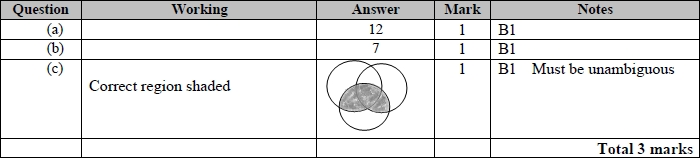 Question Working Answer Mark Notes
(a) 12 1 B1
(b) 7 1 B1
(c) 1 B1 Must be unambiguous
Correct region shaded
Total 3 marks